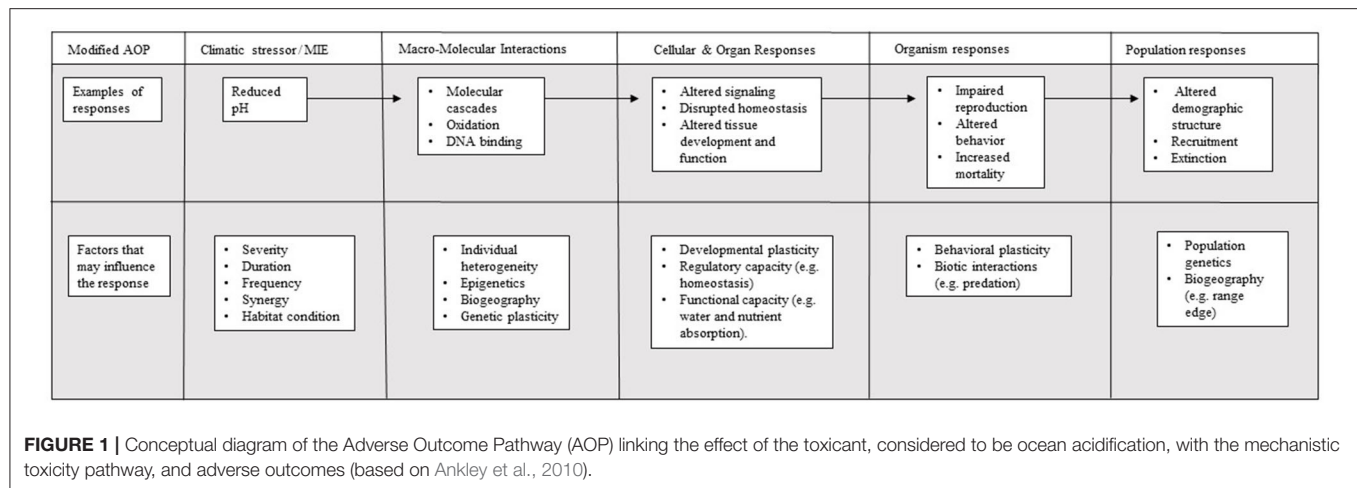 Modified AOP
Climatic stressor/MIE
Macro-Molecular Interactions
Cellular & Organ Responses
Organism responses
Population responses
Examples of
responses
Reduced
pH
• Molecular
cascades
• Oxidation
• DNA binding
• Altered signaling
• Disrupted homeostasis
• Altered tissue
development and
function
• Impaired
reproduction
• Altered
behavior
• Increased
mortality
• Altered
demographic
structure
• Recruitment
• Extinction
Factors that
may influence
the response
• Severity
• Duration
• Frequency
• Synergy
• Habitat condition
• Individual
heterogeneity
• Epigenetics
• Biogeography
• Genetic plasticity
• Developmental plasticity
• Regulatory capacity (e.g.
homeostasis)
• Functional capacity (e.g.
water and nutrient
absorption).
• Behavioral plasticity
• Biotic interactions
(e.g. predation)
• Population
genetics
• Biogeography
(e.g. range
edge)
FIGURE 1 | Conceptual diagram of the Adverse Outcome Pathway (AOP) linking the effect of the toxicant, considered to be ocean acidification, with the mechanistic
toxicity pathway, and adverse outcomes (based on Ankley et al., 2010).